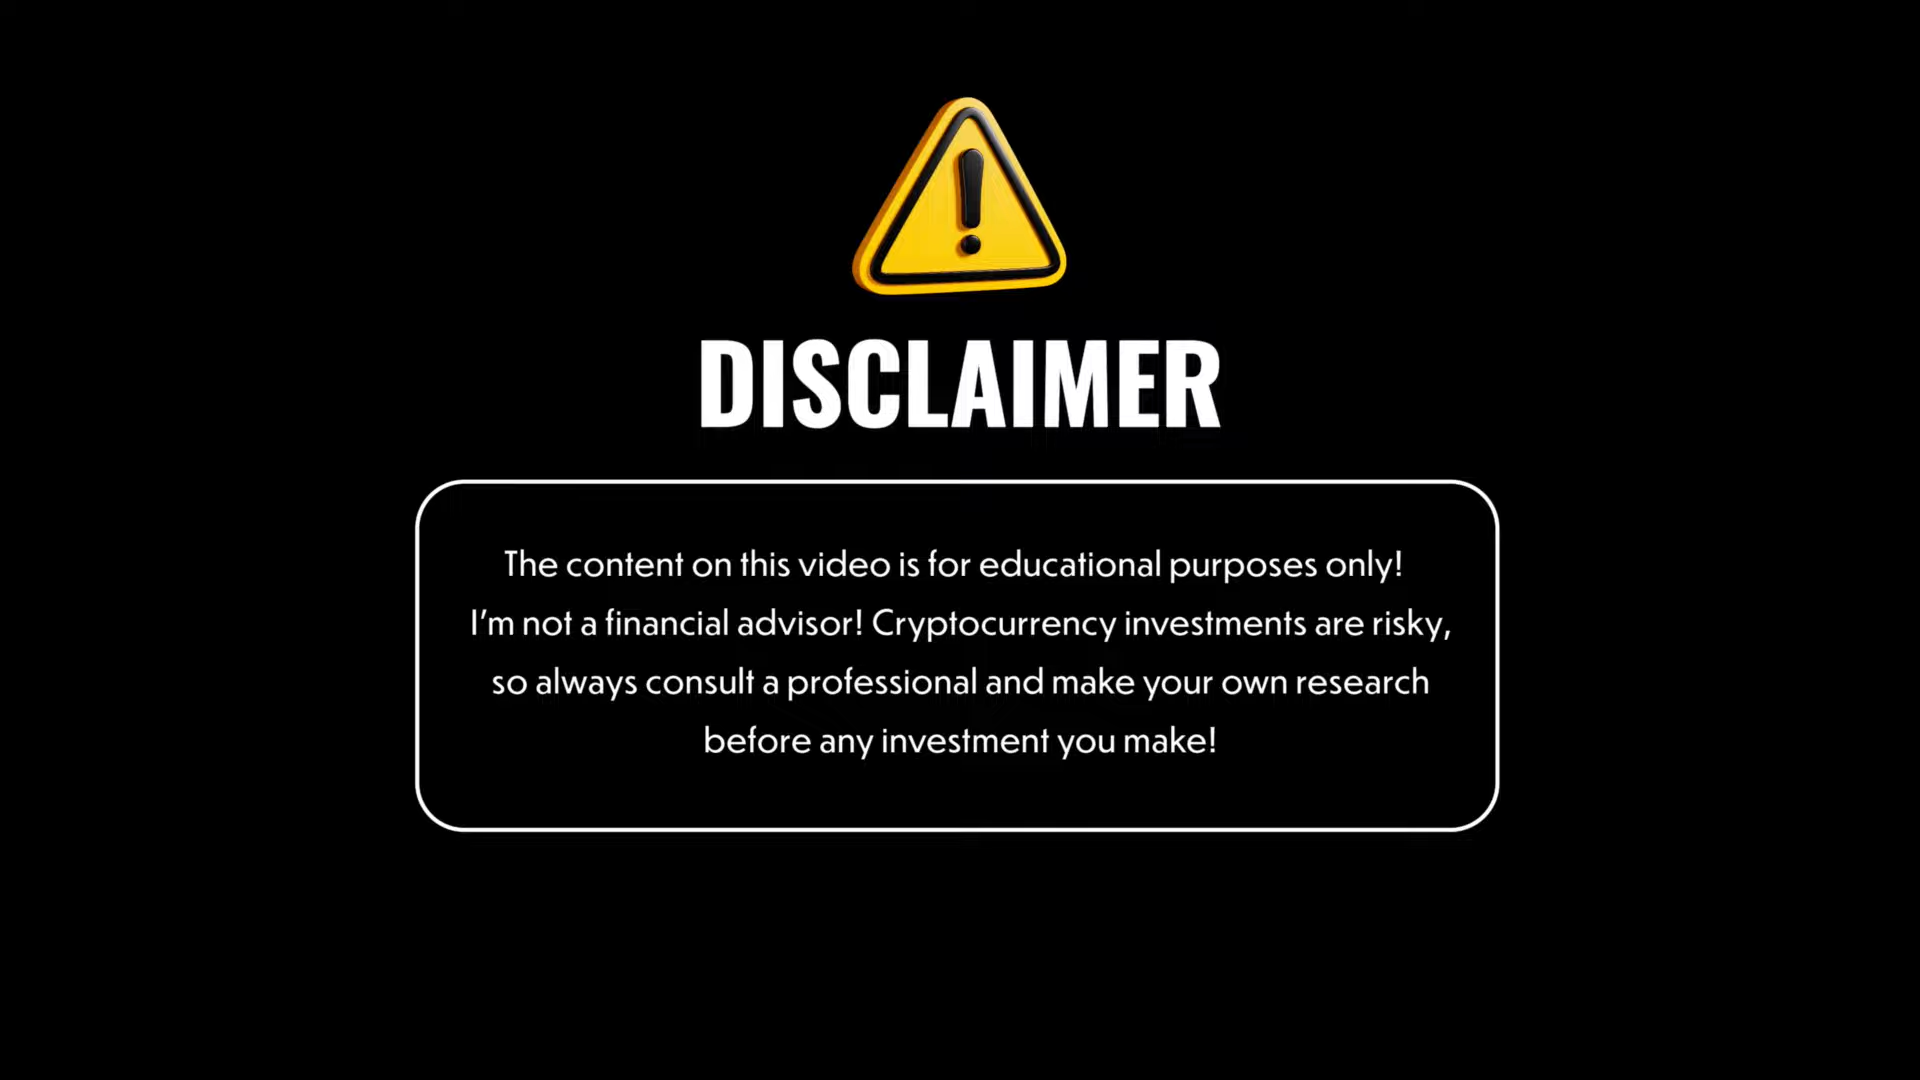 DISCLAIMER
The content on this video is for educational purposes only!
I'm not a financial advisor! Cryptocurrency investments are risky,
so always consult a professional and make your own research
before any investment you make!